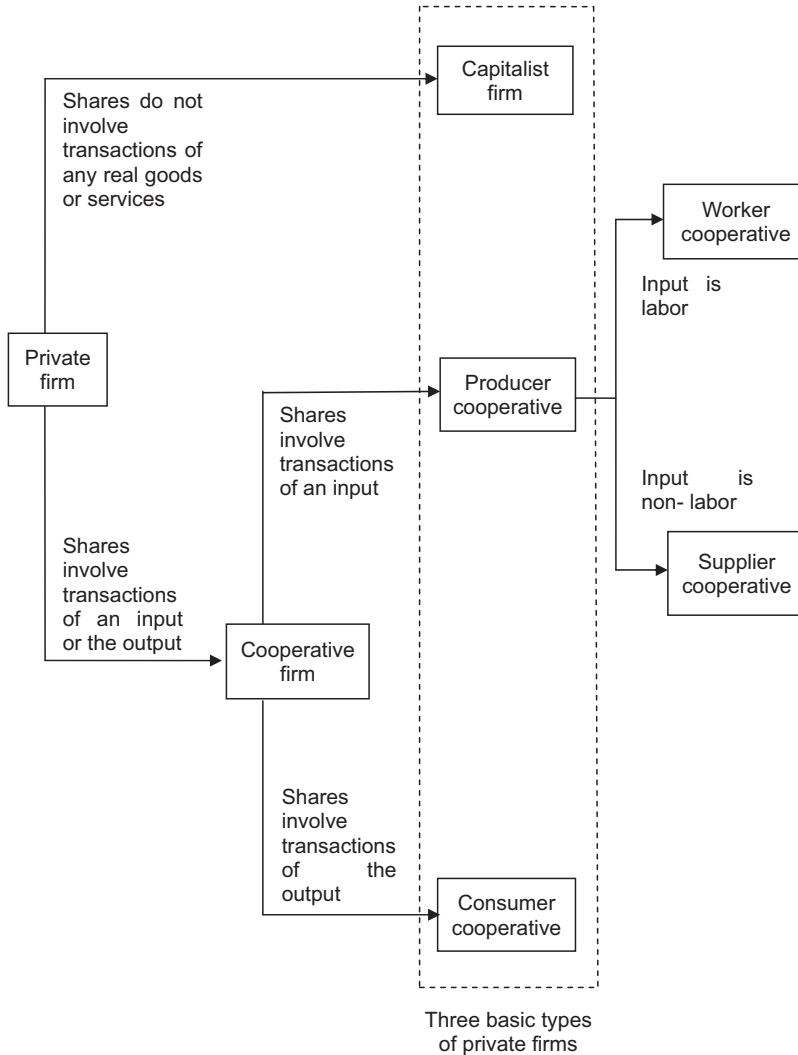 Capitalist
firm
Shares do not
involve
transactions of
any real goods
or services
Worker
cooperative
Input is
labor
Private
firm
Producer
cooperative
Shares
involve
transactions
of an input
Input is
non- labor
Shares
involve
transactions
of an input
or the output
Supplier
cooperative
Cooperative
firm
Shares
involve
transactions
of the
output
Consumer
cooperative
Three basic types
of private firms